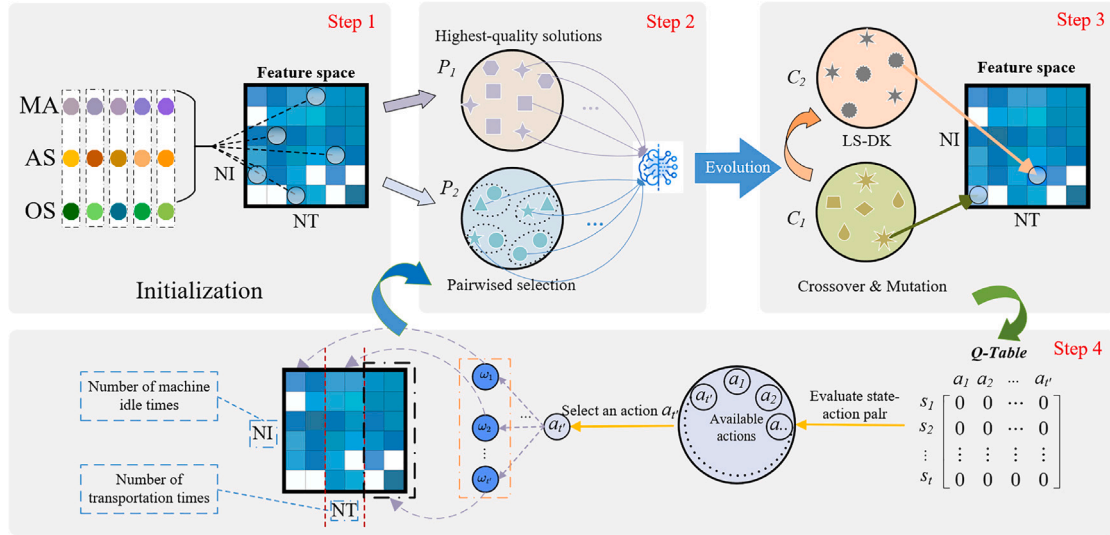 Step 1
Feature space
MA
AS
OS
NI
NT
Initialization
Step 2
Highest-quality solutions
P1
...
P2
...
Pairwised selection
Evolution
Step 3
C2
LS-DK
C1
Crossover & Mutation
Feature space
NI
NT
Step 4
Q-Table
a1 a2 ... at'
s1 0 0 ... 0
s2 0 0 ... 0
⋮ ⋮ ⋮ ⋮ ⋮
st 0 0 ... 0
Evaluate state-
action pair
a1
at' a2
a..
Available
actions
Select an action at'
at'
...
ω1
ω2
⋮
ωt'
Number of machine
idle times
NI
Number of
transportation times
NT